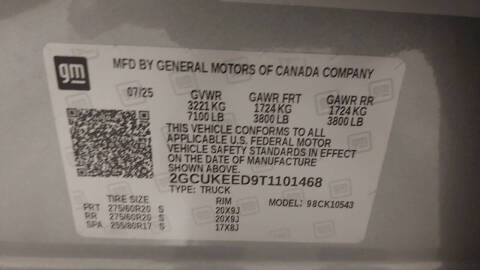 gm
MFD BY GENERAL MOTORS OF CANADA COMPANY
07/25 GVWR GAWR FRT GAWR RR
3221 KG 1724 KG 1724 KG
7100 LB 3800 LB 3800 LB
THIS VEHICLE CONFORMS TO ALL
APPLICABLE U.S. FEDERAL MOTOR
VEHICLE SAFETY STANDARDS IN EFFECT
ON THE DATE OF MANUFACTURE
SHOWN ABOVE.
2GCUKEED9T1101468
TYPE: TRUCK MODEL: 98CK10543
TIRE SIZE RIM
FRT 275/60R20 S 20X9J
RR 275/60R20 S 20X9J
SPA 255/80R17 S 17X8J